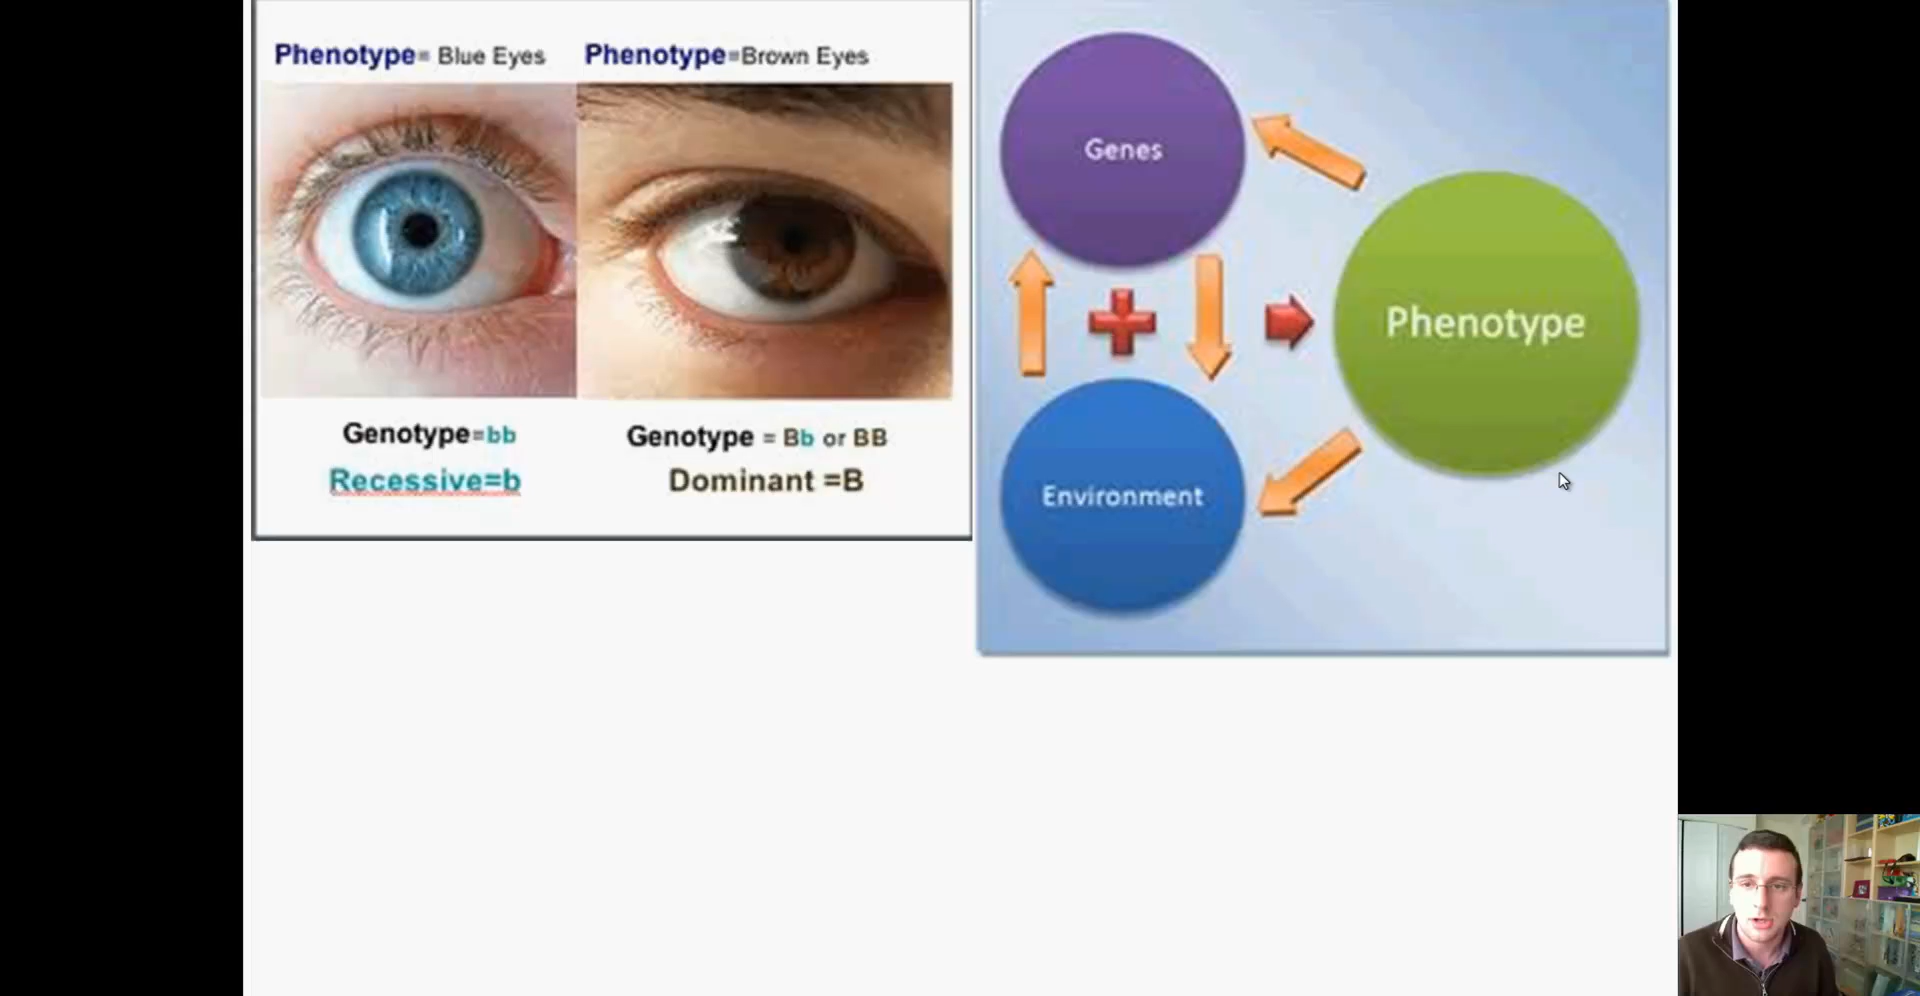 Phenotype= Blue Eyes
Phenotype=Brown Eyes
Genotype=bb
Recessive=b
Genotype = Bb or BB
Dominant =B
Genes
Phenotype
Environment